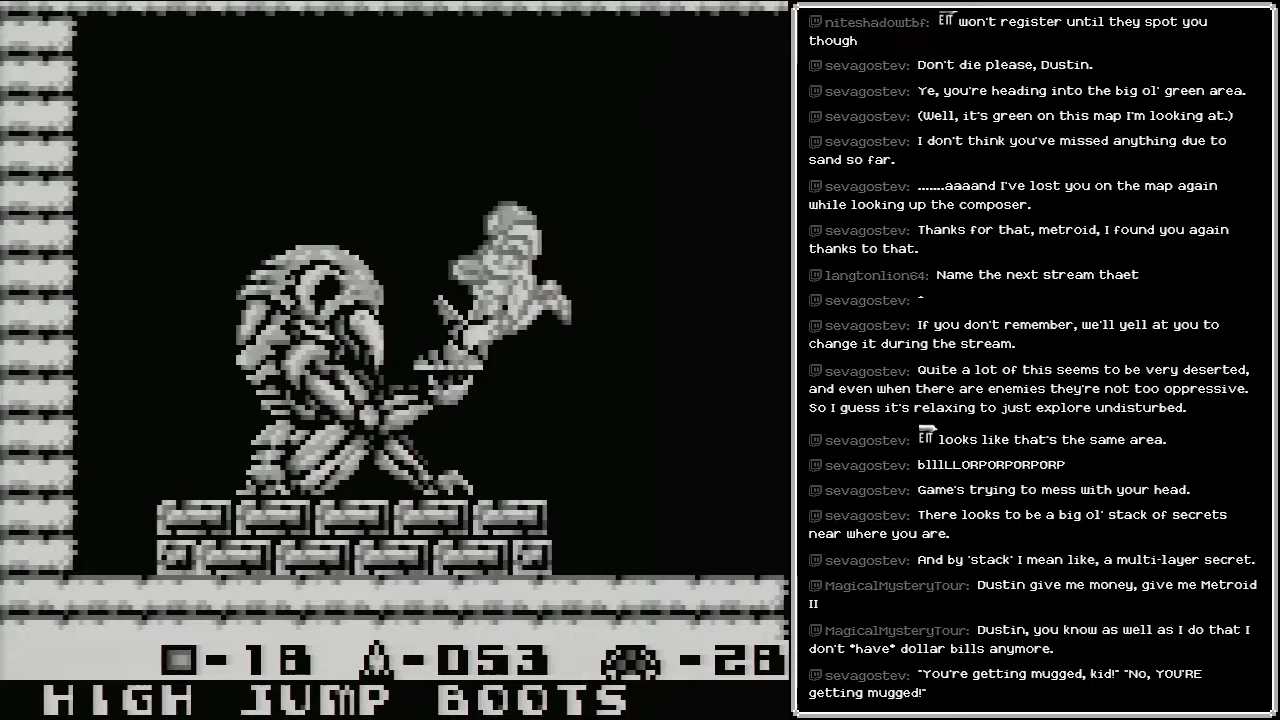 -18 -053 -28
HIGH JUMP BOOTS
niteshadowtbf: EIT won't register until they spot you
though
sevagostev: Don't die please, Dustin.
sevagostev: Ye, you're heading into the big ol' green area.
sevagostev: (Well, it's green on this map I'm looking at.)
sevagostev: I don't think you've missed anything due to
sand so far.
sevagostev: .......aaaand I've lost you on the map again
while looking up the composer.
sevagostev: Thanks for that, metroid, I found you again
thanks to that.
langtonlion64: Name the next stream thaet
sevagostev: ^
sevagostev: If you don't remember, we'll yell at you to
change it during the stream.
sevagostev: Quite a lot of this seems to be very deserted,
and even when there are enemies they're not too oppressive.
So I guess it's relaxing to just explore undisturbed.
sevagostev: EIT looks like that's the same area.
sevagostev: blllLLORPORPORPORP
sevagostev: Game's trying to mess with your head.
sevagostev: There looks to be a big ol' stack of secrets
near where you are.
sevagostev: And by 'stack' I mean like, a multi-layer secret.
MagicalMysteryTour: Dustin give me money, give me Metroid
II
MagicalMysteryTour: Dustin, you know as well as I do that I
don't *have* dollar bills anymore.
sevagostev: "You're getting mugged, kid!" "No, YOU'RE
getting mugged!"